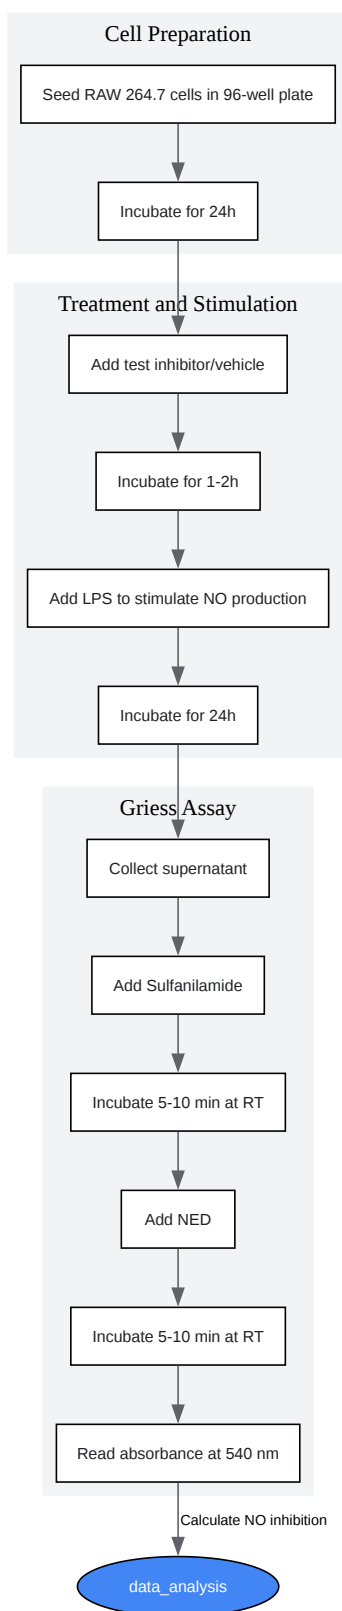 Cell Preparation
Seed RAW 264.7 cells in 96-well plate
Incubate for 24h
Treatment and Stimulation
Add test inhibitor/vehicle
Incubate for 1-2h
Add LPS to stimulate NO production
Incubate for 24h
Griess Assay
Collect supernatant
Add Sulfanilamide
Incubate 5-10 min at RT
Add NED
Incubate 5-10 min at RT
Read absorbance at 540 nm
Calculate NO inhibition
data_analysis